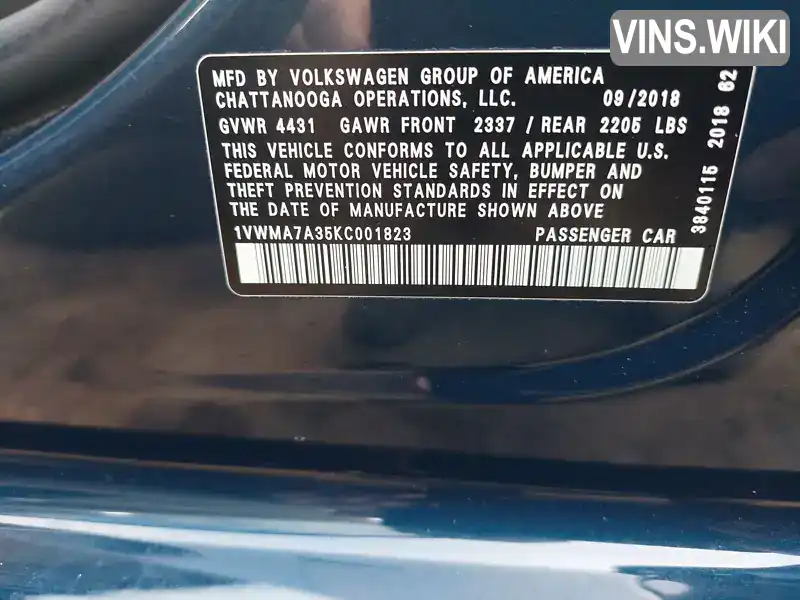 VINS.WIKI
MFD BY VOLKSWAGEN GROUP OF AMERICA
CHATTANOOGA OPERATIONS, LLC. 09/2018
GVWR 4431 GAWR FRONT 2337 / REAR 2205 LBS
THIS VEHICLE CONFORMS TO ALL APPLICABLE U.S.
FEDERAL MOTOR VEHICLE SAFETY, BUMPER AND
THEFT PREVENTION STANDARDS IN EFFECT ON
THE DATE OF MANUFACTURE SHOWN ABOVE
1VWMA7A35KC001823 PASSENGER CAR
3840115 2018 62